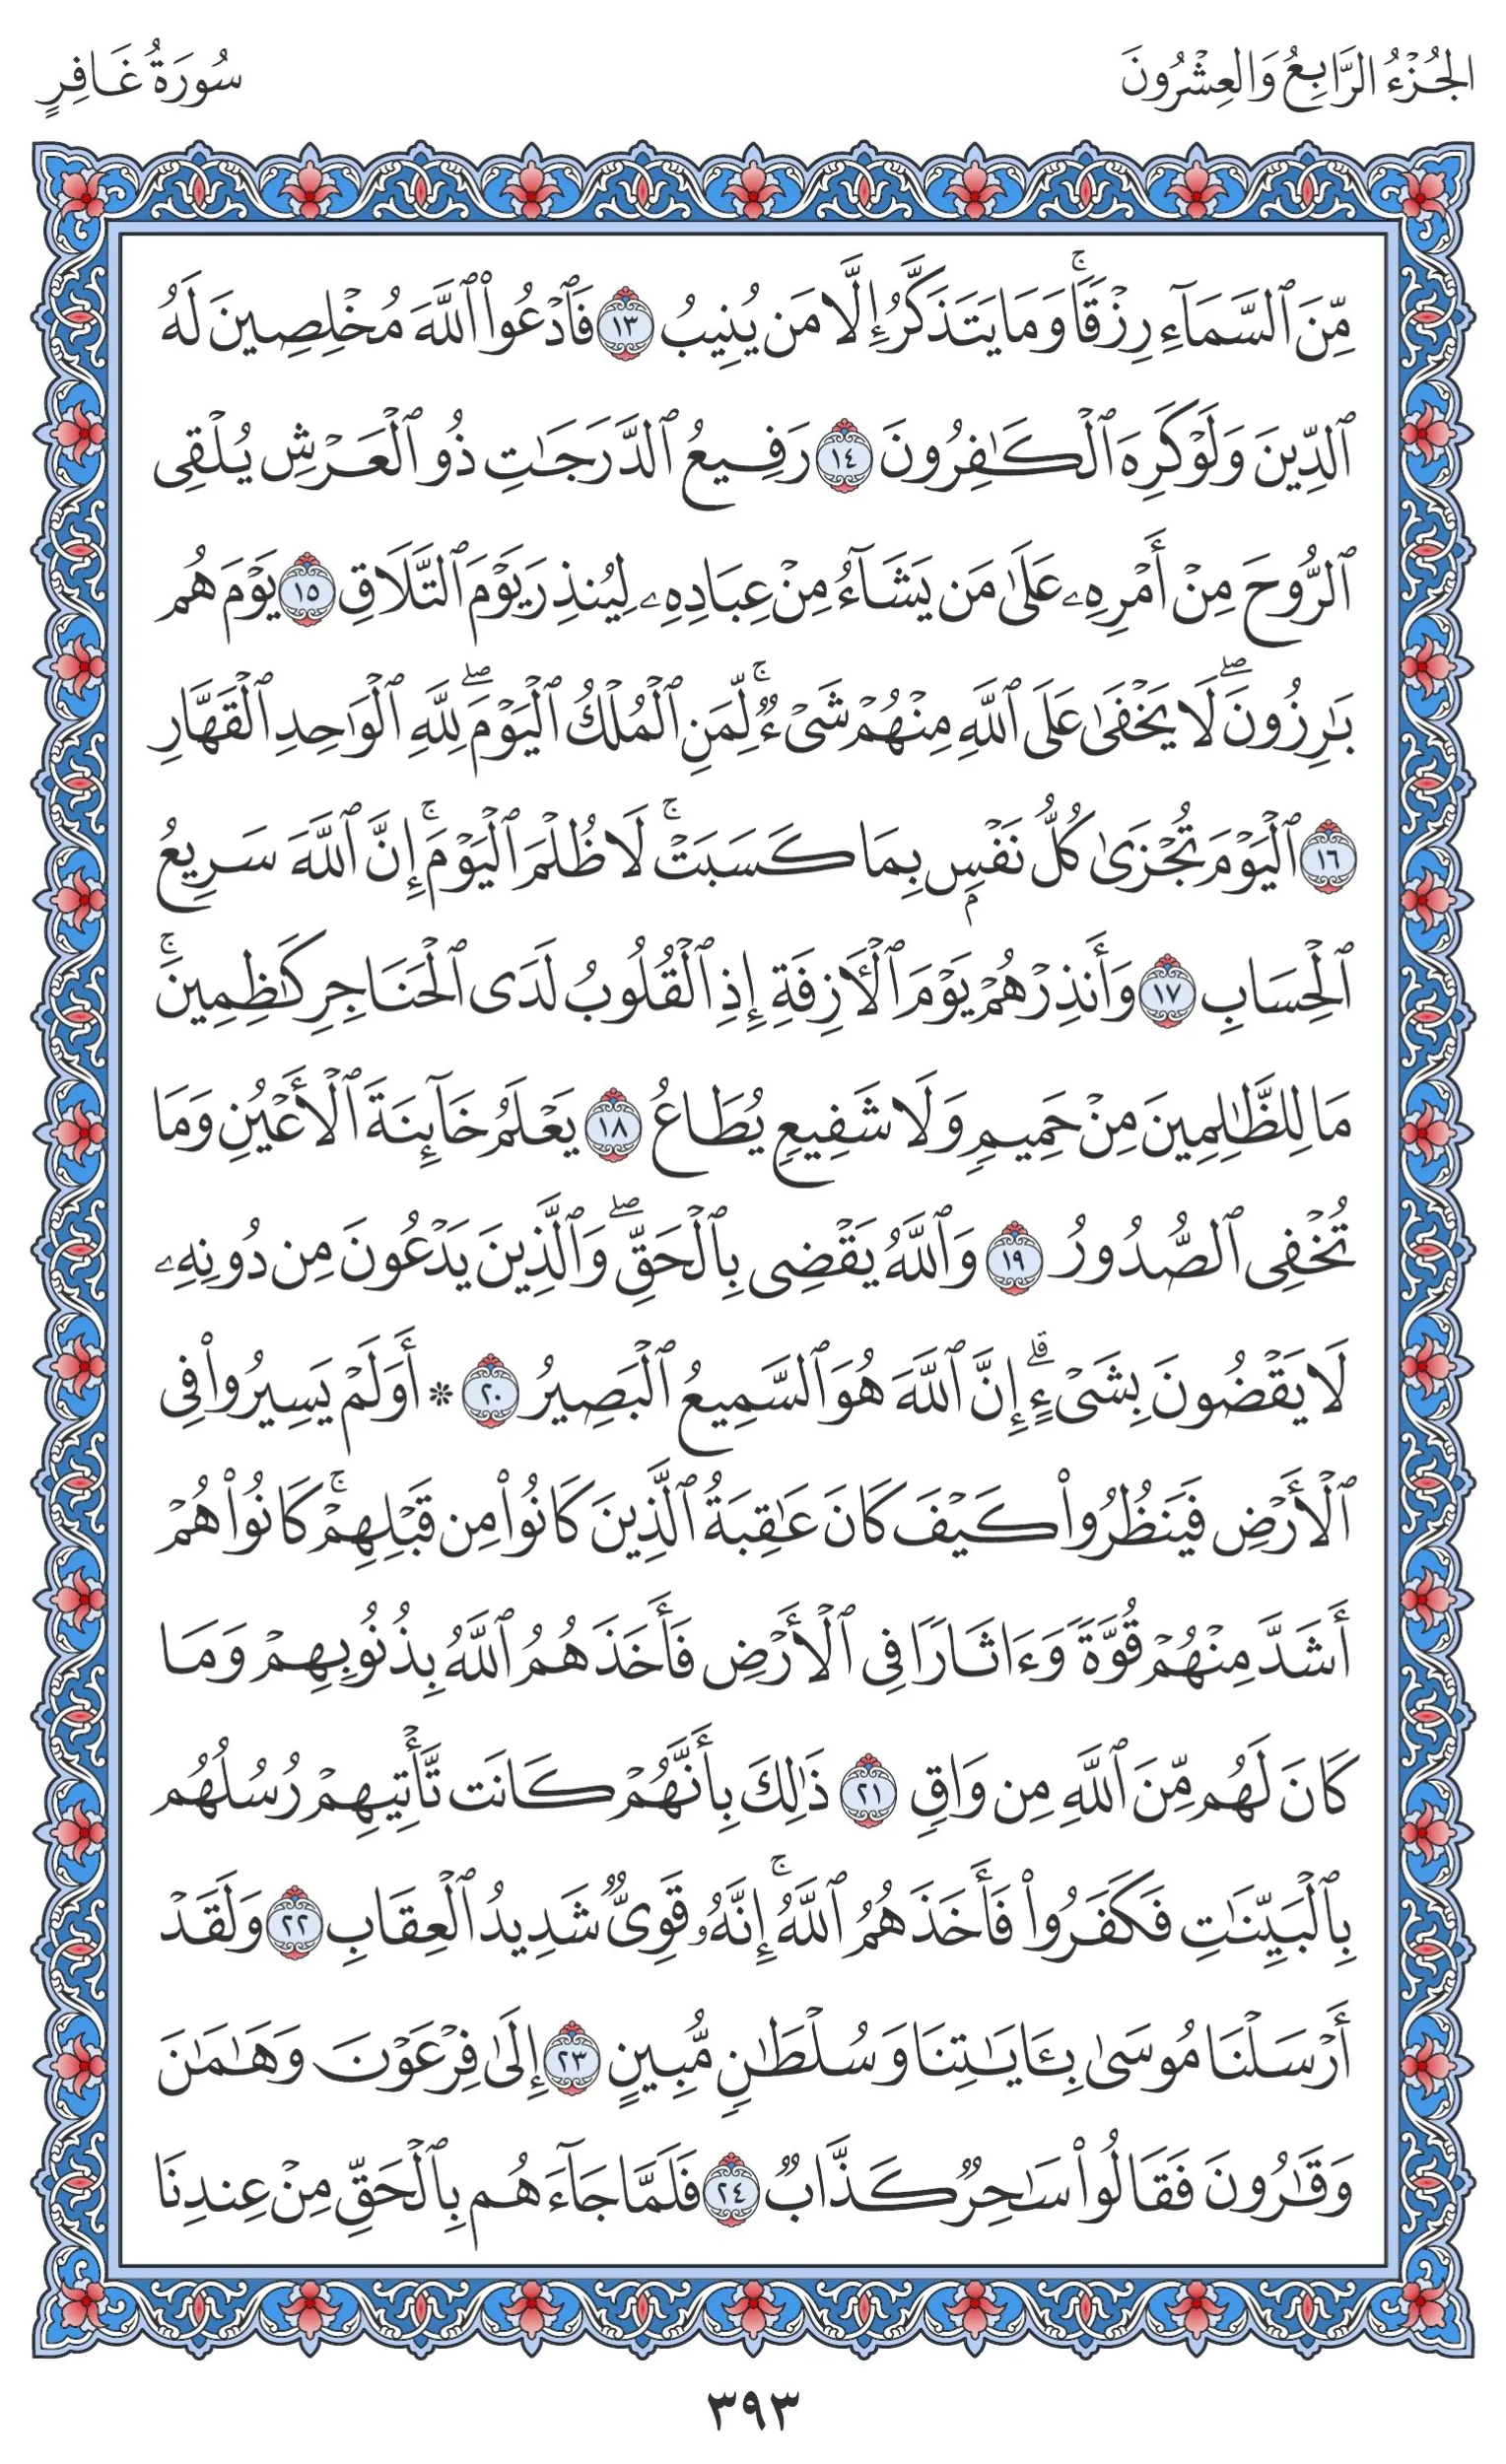 الجُزْءُ الرَّابِعُ وَالعِشْرُونَ
سُورَةُ غَافِرٍ
مِّنَ ٱلسَّمَآءِ رِزۡقٗاۚ وَمَا يَتَذَكَّرُ إِلَّا مَن يُنِيبُ ١٣ فَٱدۡعُواْ ٱللَّهَ مُخۡلِصِينَ لَهُ
ٱلدِّينَ وَلَوۡ كَرِهَ ٱلۡكَٰفِرُونَ ١٤ رَفِيعُ ٱلدَّرَجَٰتِ ذُو ٱلۡعَرۡشِ يُلۡقِي
ٱلرُّوحَ مِنۡ أَمۡرِهِۦ عَلَىٰ مَن يَشَآءُ مِنۡ عِبَادِهِۦ لِيُنذِرَ يَوۡمَ ٱلتَّلَاقِ ١٥ يَوۡمَ هُم
بَٰرِزُونَۖ لَا يَخۡفَىٰ عَلَى ٱللَّهِ مِنۡهُمۡ شَيۡءٞۚ لِّمَنِ ٱلۡمُلۡكُ ٱلۡيَوۡمَۖ لِلَّهِ ٱلۡوَٰحِدِ ٱلۡقَهَّارِ
١٦ ٱلۡيَوۡمَ تُجۡزَىٰ كُلُّ نَفۡسِۭ بِمَا كَسَبَتۡۚ لَا ظُلۡمَ ٱلۡيَوۡمَۚ إِنَّ ٱللَّهَ سَرِيعُ
ٱلۡحِسَابِ ١٧ وَأَنذِرۡهُمۡ يَوۡمَ ٱلۡأٓزِفَةِ إِذِ ٱلۡقُلُوبُ لَدَى ٱلۡحَنَاجِرِ كَٰظِمِينَۚ
مَا لِلظَّٰلِمِينَ مِنۡ حَمِيمٖ وَلَا شَفِيعٖ يُطَاعُ ١٨ يَعۡلَمُ خَآئِنَةَ ٱلۡأَعۡيُنِ وَمَا
تُخۡفِي ٱلصُّدُورُ ١٩ وَٱللَّهُ يَقۡضِي بِٱلۡحَقِّۖ وَٱلَّذِينَ يَدۡعُونَ مِن دُونِهِۦ
لَا يَقۡضُونَ بِشَيۡءٍۗ إِنَّ ٱللَّهَ هُوَ ٱلسَّمِيعُ ٱلۡبَصِيرُ ٢٠ * أَوَلَمۡ يَسِيرُواْ فِي
ٱلۡأَرۡضِ فَيَنظُرُواْ كَيۡفَ كَانَ عَٰقِبَةُ ٱلَّذِينَ كَانُواْ مِن قَبۡلِهِمۡۚ كَانُواْ هُمۡ
أَشَدَّ مِنۡهُمۡ قُوَّةٗ وَءَاثَارٗا فِي ٱلۡأَرۡضِ فَأَخَذَهُمُ ٱللَّهُ بِذُنُوبِهِمۡ وَمَا
كَانَ لَهُم مِّنَ ٱللَّهِ مِن وَاقٖ ٢١ ذَٰلِكَ بِأَنَّهُمۡ كَانَت تَّأۡتِيهِمۡ رُسُلُهُم
بِٱلۡبَيِّنَٰتِ فَكَفَرُواْ فَأَخَذَهُمُ ٱللَّهُۚ إِنَّهُۥ قَوِيّٞ شَدِيدُ ٱلۡعِقَابِ ٢٢ وَلَقَدۡ
أَرۡسَلۡنَا مُوسَىٰ بِـَٔايَٰتِنَا وَسُلۡطَٰنٖ مُّبِينٍ ٢٣ إِلَىٰ فِرۡعَوۡنَ وَهَٰمَٰنَ
وَقَٰرُونَ فَقَالُواْ سَٰحِرٞ كَذَّابٞ ٢٤ فَلَمَّا جَآءَهُم بِٱلۡحَقِّ مِنۡ عِندِنَا
٣٩٣